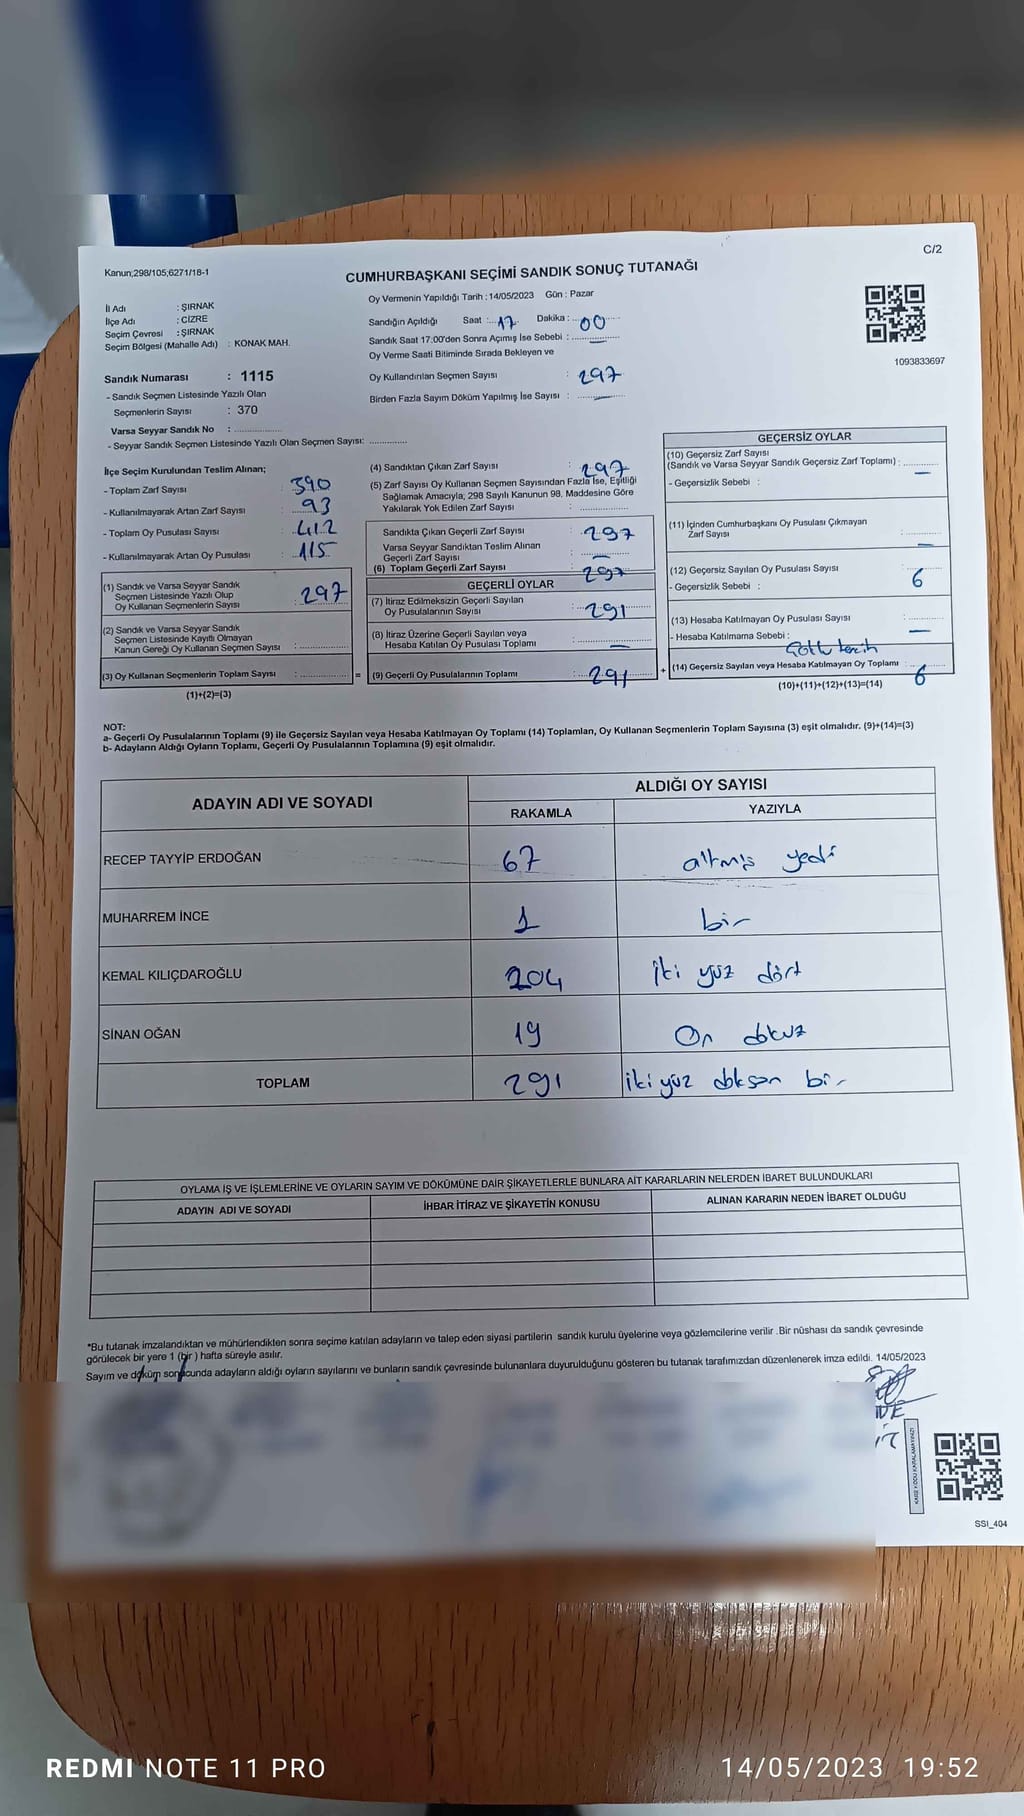 C/2
Kanun;298/105;6271/18-1
CUMHURBAŞKANI SEÇİMİ SANDIK SONUÇ TUTANAĞI
Oy Vermenin Yapıldığı Tarih : 14/05/2023 Gün : Pazar
İl Adı : ŞIRNAK
İlçe Adı : CİZRE
Seçim Çevresi : ŞIRNAK
Seçim Bölgesi (Mahalle Adı) : KONAK MAH.
Sandığın Açıldığı Saat : 17 Dakika : 00
Sandık Saat 17:00'den Sonra Açımış İse Sebebi : —
Oy Verme Saati Bitiminde Sırada Bekleyen ve
Oy Kullandırılan Seçmen Sayısı : 297
Birden Fazla Sayım Döküm Yapılmış İse Sayısı : —
1093833697
Sandık Numarası : 1115
- Sandık Seçmen Listesinde Yazılı Olan
Seçmenlerin Sayısı : 370
Varsa Seyyar Sandık No :
- Seyyar Sandık Seçmen Listesinde Yazılı Olan Seçmen Sayısı:
İlçe Seçim Kurulundan Teslim Alınan;
- Toplam Zarf Sayısı : 390
- Kullanılmayarak Artan Zarf Sayısı : 93
- Toplam Oy Pusulası Sayısı : 412
- Kullanılmayarak Artan Oy Pusulası : 115
(1) Sandık ve Varsa Seyyar Sandık
Seçmen Listesinde Yazılı Olup
Oy Kullanan Seçmenlerin Sayısı : 297
(2) Sandık ve Varsa Seyyar Sandık
Seçmen Listesinde Kayıtlı Olmayan
Kanun Gereği Oy Kullanan Seçmen Sayısı :
(3) Oy Kullanan Seçmenlerin Toplam Sayısı : =
(1)+(2)=(3)
(4) Sandıktan Çıkan Zarf Sayısı : 297
(5) Zarf Sayısı Oy Kullanan Seçmen Sayısından Fazla İse, Eşitliği
Sağlamak Amacıyla; 298 Sayılı Kanunun 98. Maddesine Göre
Yakılarak Yok Edilen Zarf Sayısı :
Sandıkta Çıkan Geçerli Zarf Sayısı : 297
Varsa Seyyar Sandıktan Teslim Alınan
Geçerli Zarf Sayısı : —
(6) Toplam Geçerli Zarf Sayısı : 297
GEÇERLİ OYLAR
(7) İtiraz Edilmeksizin Geçerli Sayılan
Oy Pusulalarının Sayısı : 291
(8) İtiraz Üzerine Geçerli Sayılan veya
Hesaba Katılan Oy Pusulası Toplamı : —
(9) Geçerli Oy Pusulalarının Toplamı : 291 +
GEÇERSİZ OYLAR
(10) Geçersiz Zarf Sayısı
(Sandık ve Varsa Seyyar Sandık Geçersiz Zarf Toplamı) : —
- Geçersizlik Sebebi :
(11) İçinden Cumhurbaşkanı Oy Pusulası Çıkmayan
Zarf Sayısı : —
(12) Geçersiz Sayılan Oy Pusulası Sayısı : 6
- Geçersizlik Sebebi :
(13) Hesaba Katılmayan Oy Pusulası Sayısı : —
- Hesaba Katılmama Sebebi : tercih
(14) Geçersiz Sayılan veya Hesaba Katılmayan Oy Toplamı : 6
(10)+(11)+(12)+(13)=(14)
NOT:
a- Geçerli Oy Pusulalarının Toplamı (9) ile Geçersiz Sayılan veya Hesaba Katılmayan Oy Toplamı (14) Toplamları, Oy Kullanan Seçmenlerin Toplam Sayısına (3) eşit olmalıdır. (9)+(14)=(3)
b- Adayların Aldığı Oyların Toplamı, Geçerli Oy Pusulalarının Toplamına (9) eşit olmalıdır.
ADAYIN ADI VE SOYADI
ALDIĞI OY SAYISI
RAKAMLA YAZIYLA
RECEP TAYYİP ERDOĞAN 67 altmış yedi
MUHARREM İNCE 1 bir
KEMAL KILIÇDAROĞLU 204 iki yüz dört
SİNAN OĞAN 19 On dokuz
TOPLAM 291 iki yüz doksan bir
OYLAMA İŞ VE İŞLEMLERİNE VE OYLARIN SAYIM VE DÖKÜMÜNE DAİR ŞİKAYETLERLE BUNLARA AİT KARARLARIN NELERDEN İBARET BULUNDUKLARI
ADAYIN ADI VE SOYADI İHBAR İTİRAZ VE ŞİKAYETİN KONUSU ALINAN KARARIN NEDEN İBARET OLDUĞU
*Bu tutanak imzalandıktan ve mühürlendikten sonra seçime katılan adayların ve talep eden siyasi partilerin sandık kurulu üyelerine veya gözlemcilerine verilir .Bir nüshası da sandık çevresinde
görülecek bir yere 1 (bir ) hafta süreyle asılır.
Sayım ve döküm sonucunda adayların aldığı oyların sayılarını ve bunların sandık çevresinde bulunanlara duyurulduğunu gösteren bu tutanak tarafımızdan düzenlenerek imza edildi. 14/05/2023
KARE KODU KARALAMAYINIZ!
SSI_404
REDMI NOTE 11 PRO
14/05/2023 19:52